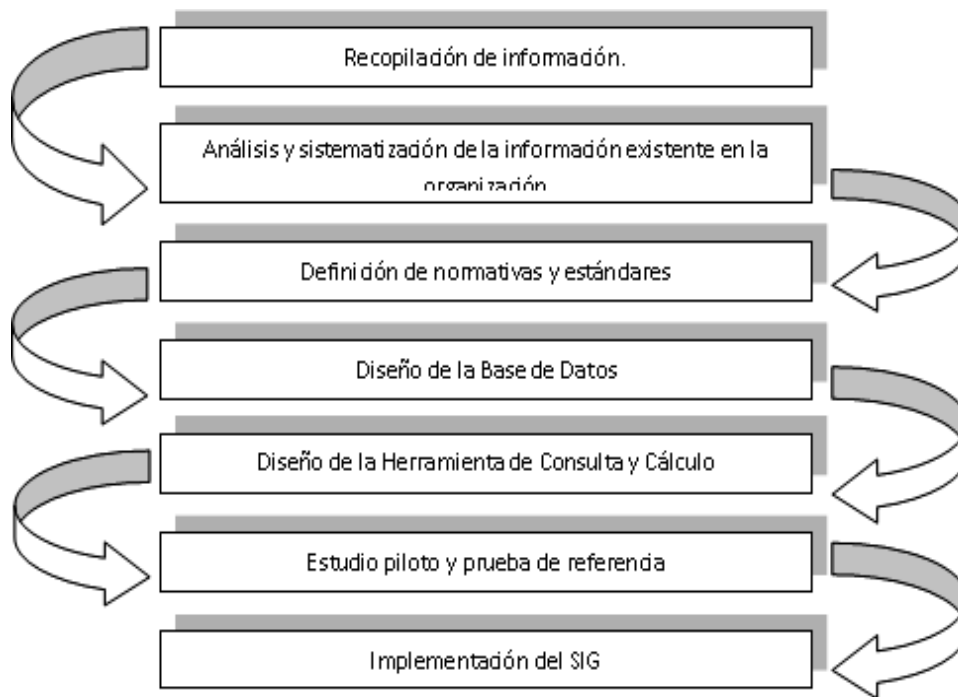 Recopilación de información.
Análisis y sistematización de la información existente en la
organización
Definición de normativas y estándares
Diseño de la Base de Datos
Diseño de la Herramienta de Consulta y Cálculo
Estudio piloto y prueba de referencia
Implementación del SIG